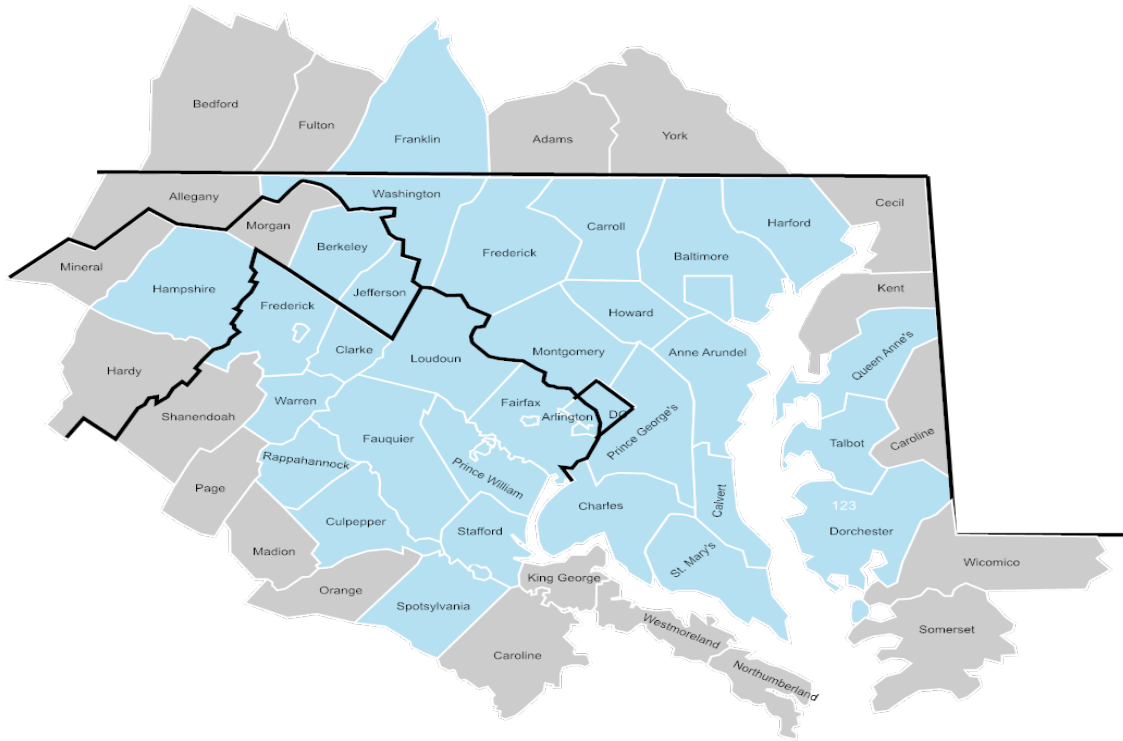 Bedford
Fulton
Franklin
Adams
York
Allegany
Washington
Cecil
Morgan
Carroll
Harford
Berkeley
Frederick
Baltimore
Mineral
Hampshire
Jefferson
Kent
Frederick
Howard
Clarke
Loudoun
Montgomery
Anne Arundel
Queen Anne's
Hardy
Warren
Fairfax
Shanendoah
Arlington
DC
Prince George's
Fauquier
Talbot
Caroline
Rappahannock
Prince William
Page
Calvert
Charles
123
Culpepper
Stafford
Dorchester
Madion
St. Mary's
Wicomico
King George
Orange
Spotsylvania
Westmoreland
Somerset
Caroline
Northumberland